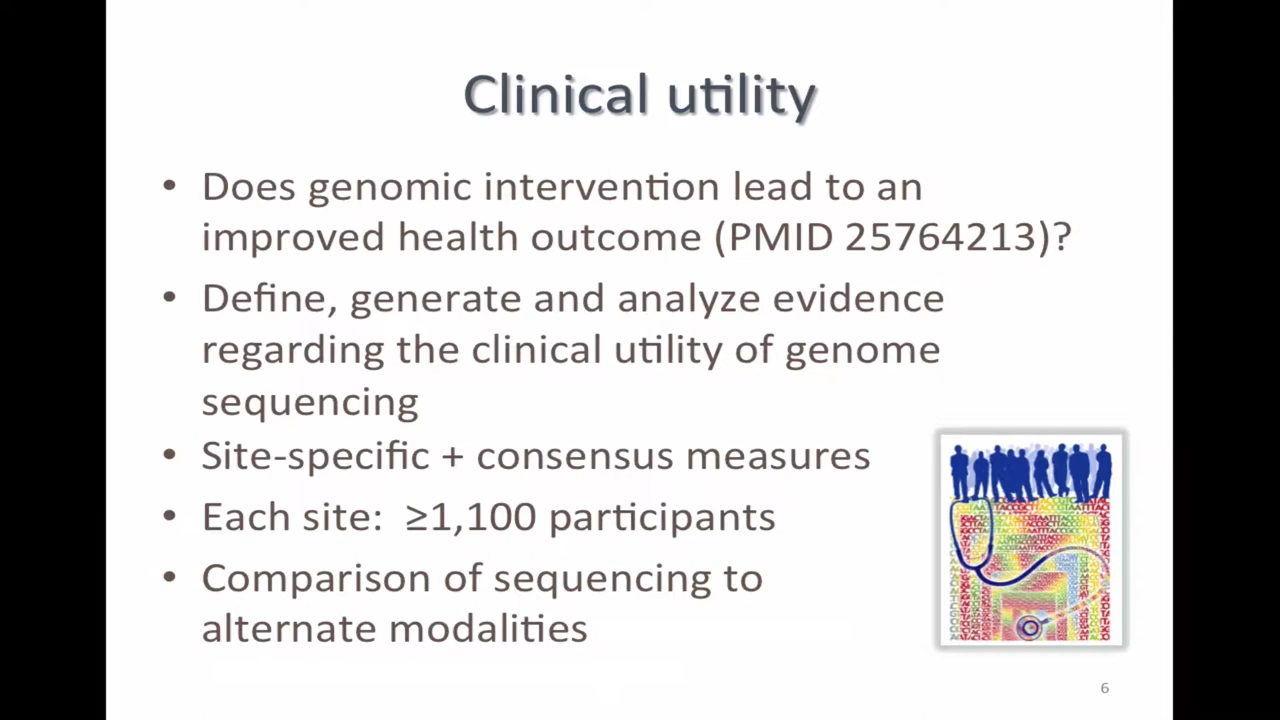 Clinical utility
• Does genomic intervention lead to an
improved health outcome (PMID 25764213)?
• Define, generate and analyze evidence
regarding the clinical utility of genome
sequencing
• Site-specific + consensus measures
• Each site: ≥1,100 participants
• Comparison of sequencing to
alternate modalities
6